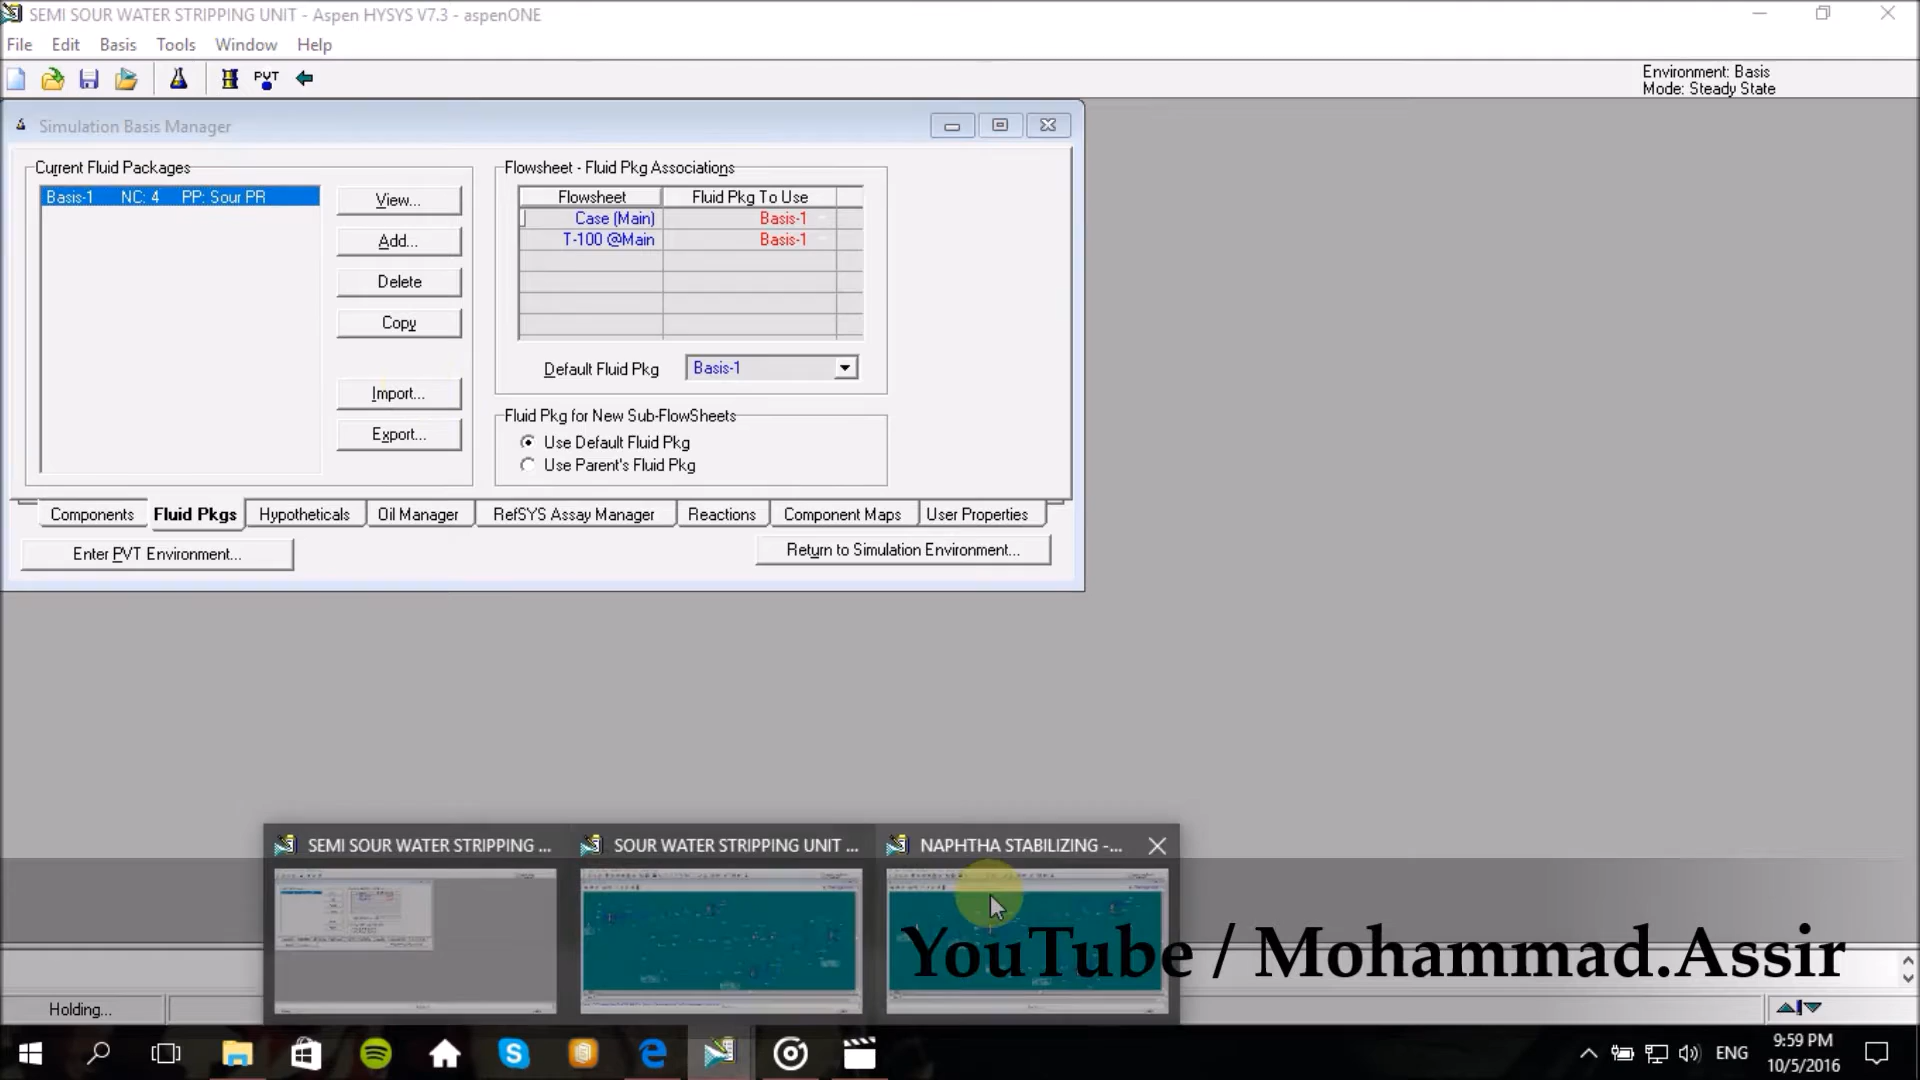 SEMI SOUR WATER STRIPPING UNIT - Aspen HYSYS V7.3 - aspenONE
File Edit Basis Tools Window Help
PVT
Environment: Basis
Mode: Steady State
Simulation Basis Manager
Current Fluid Packages
Basis-1 NC: 4 PP: Sour PR
View...
Add...
Delete
Copy
Import...
Export...
Flowsheet - Fluid Pkg Associations
Flowsheet Fluid Pkg To Use
Case (Main) Basis-1
T-100 @Main Basis-1
Default Fluid Pkg Basis-1
Fluid Pkg for New Sub-FlowSheets
Use Default Fluid Pkg
Use Parent's Fluid Pkg
Components Fluid Pkgs Hypotheticals Oil Manager RefSYS Assay Manager Reactions Component Maps User Properties
Enter PVT Environment...
Return to Simulation Environment...
SEMI SOUR WATER STRIPPING ...
SOUR WATER STRIPPING UNIT ...
NAPHTHA STABILIZING -...
YouTube / Mohammad.Assir
Holding...
ENG
9:59 PM
10/5/2016